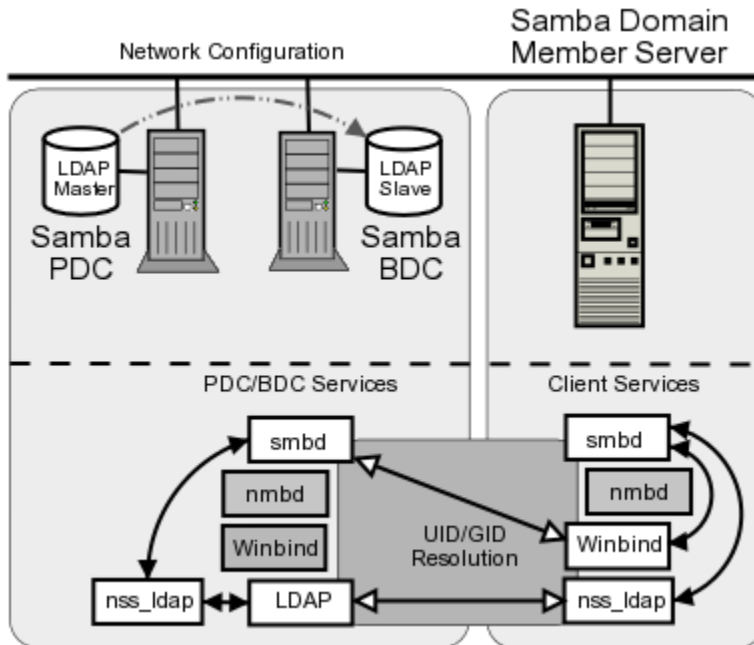 Samba Domain
Member Server
Network Configuration
LDAP
Master
LDAP
Slave
Samba
PDC
Samba
BDC
PDC/BDC Services
Client Services
smbd
smbd
nmbd
nmbd
Winbind
UID/GID
Resolution
Winbind
nss_ldap
LDAP
nss_ldap